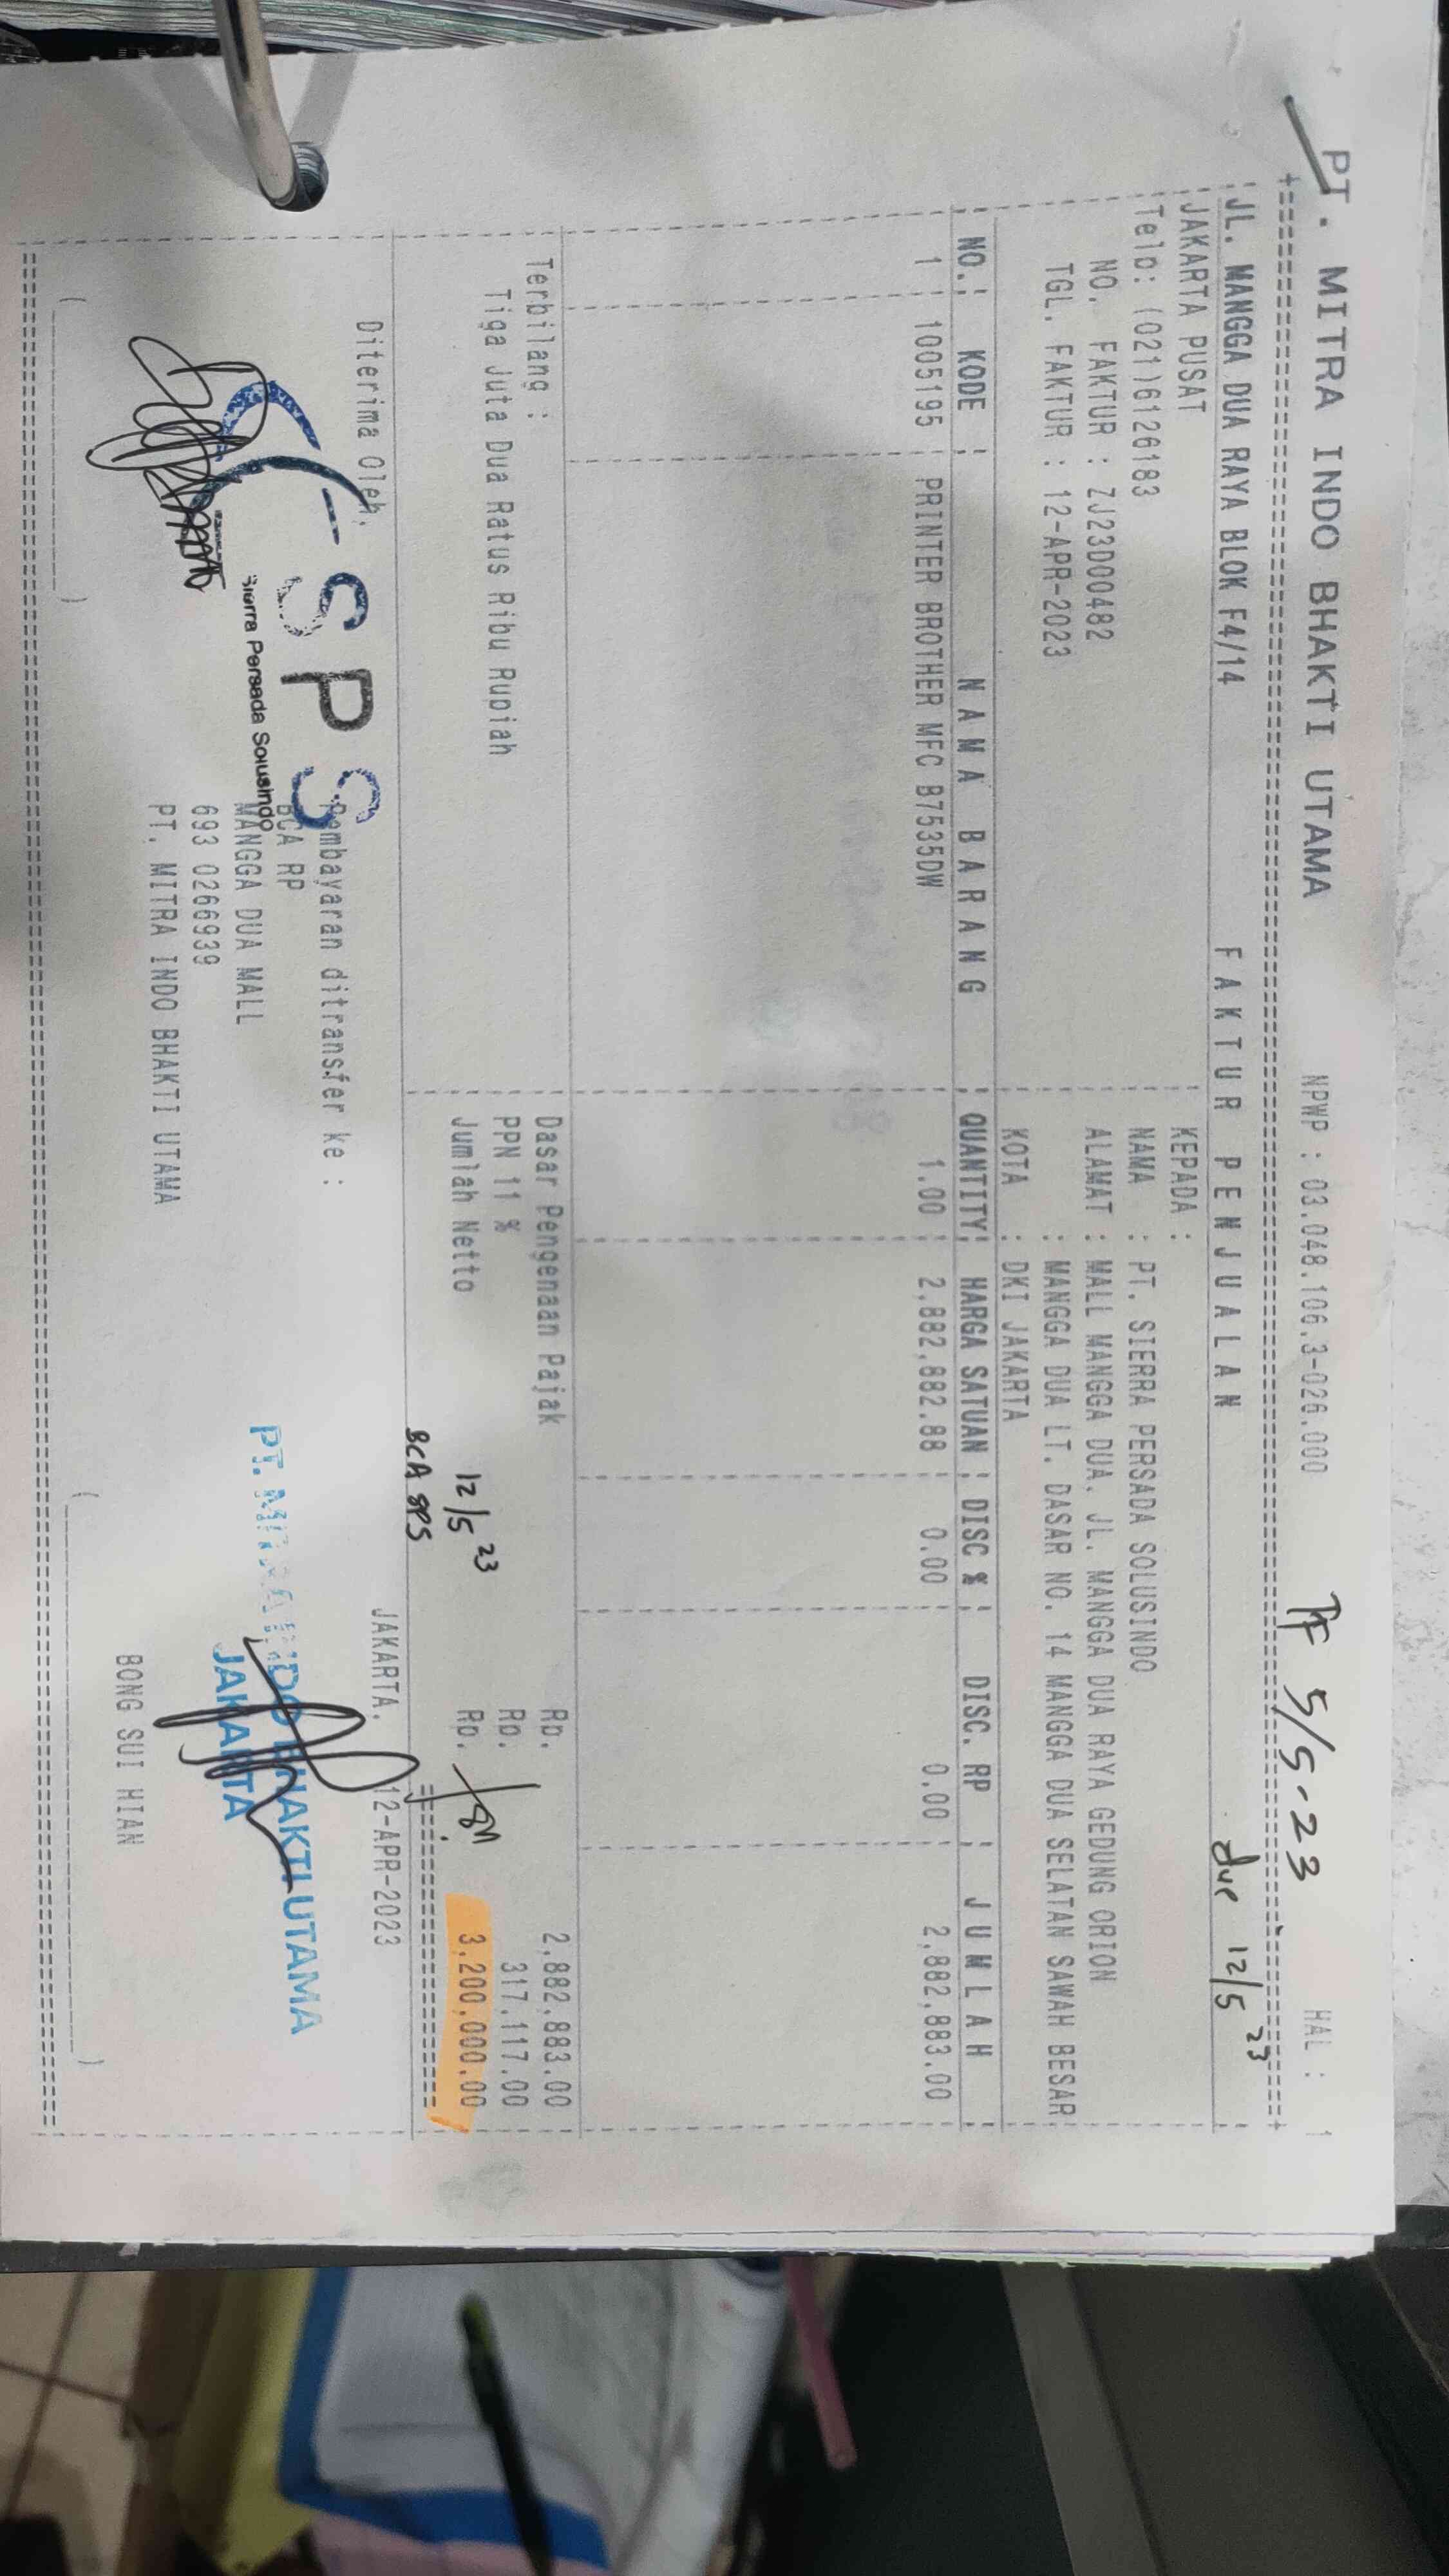 PT. MITRA INDO BHAKTI UTAMA NPWP : 03.048.106.3-026.000 HAL : 1
TTF 5/5-23
due 12/5 23
JL. MANGGA DUA RAYA BLOK F4/14 F A K T U R P E N J U A L A N
JAKARTA PUSAT
Telp: (021)6126183
NO. FAKTUR : ZJ23D00482
TGL. FAKTUR : 12-APR-2023
KEPADA :
NAMA : PT. SIERRA PERSADA SOLUSINDO
ALAMAT : MALL MANGGA DUA. JL. MANGGA DUA RAYA GEDUNG ORION
: MANGGA DUA LT. DASAR NO. 14 MANGGA DUA SELATAN SAWAH BESAR
KOTA : DKI JAKARTA
NO. KODE N A M A B A R A N G QUANTITY HARGA SATUAN DISC % DISC. RP J U M L A H
1 1005195 PRINTER BROTHER MFC B7535DW 1.00 2,882,882.88 0.00 0.00 2,882,883.00
Terbilang :
Tiga Juta Dua Ratus Ribu Rupiah
Dasar Pengenaan Pajak Rp. 2,882,883.00
PPN 11 % Rp. 317,117.00
Jumlah Netto Rp. 3,200,000.00
12/5 23
BCA SPS
Diterima Oleh,
SPS
Sierra Persada Solusindo
Pembayaran ditransfer ke :
BCA RP
MANGGA DUA MALL
693 0266939
PT. MITRA INDO BHAKTI UTAMA
JAKARTA, 12-APR-2023
PT. MITRA INDO BHAKTI UTAMA
JAKARTA
BONG SUI HIAN